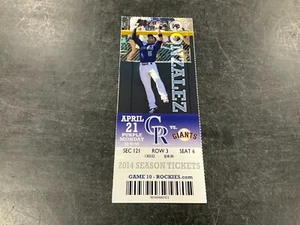 GONZALEZ
APRIL
21
PURPLE
MONDAY
CR
VS.
GIANTS
SEC 121 ROW 3 SEAT 6
2014 SEASON TICKETS
GAME 10 - ROCKIES.com